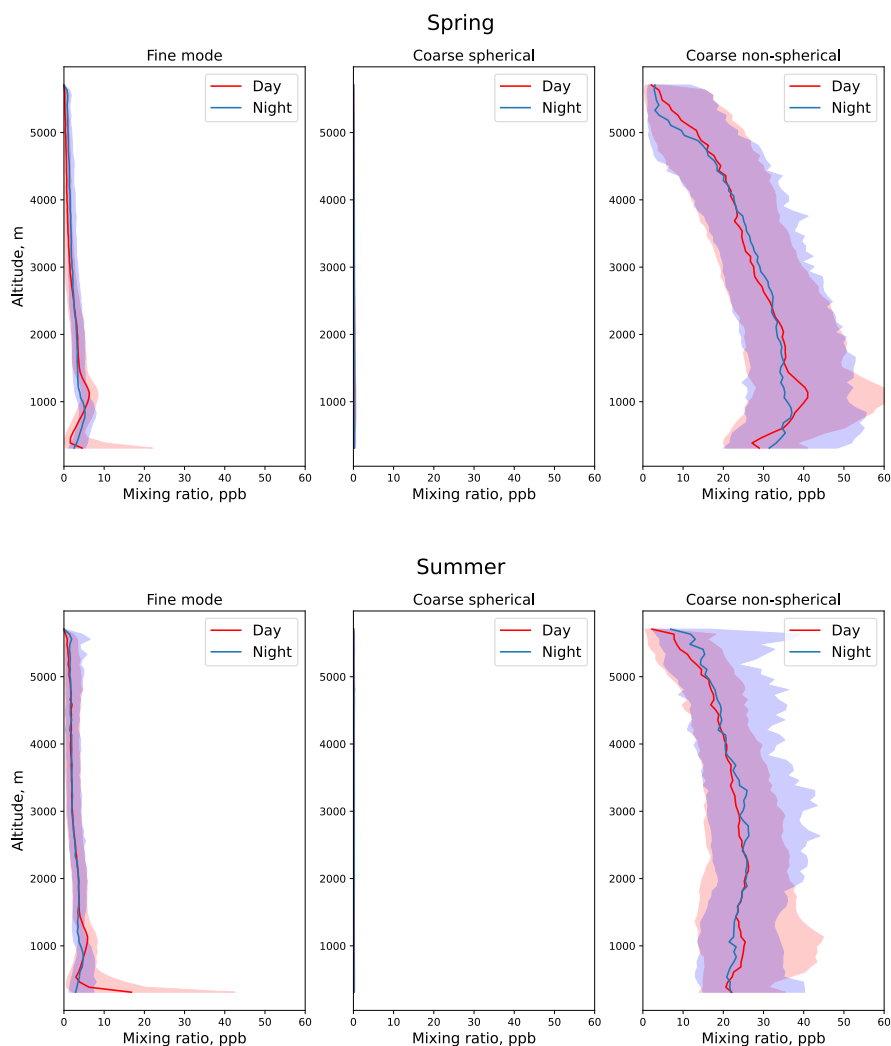 Spring
Fine mode
Coarse spherical
Coarse non-spherical
Day
Night
Day
Night
Day
Night
Altitude, m
5000
4000
3000
2000
1000
5000
4000
3000
2000
1000
5000
4000
3000
2000
1000
0 10 20 30 40 50 60
0 10 20 30 40 50 60
0 10 20 30 40 50 60
Mixing ratio, ppb
Mixing ratio, ppb
Mixing ratio, ppb
Summer
Fine mode
Coarse spherical
Coarse non-spherical
Day
Night
Day
Night
Day
Night
Altitude, m
5000
4000
3000
2000
1000
5000
4000
3000
2000
1000
5000
4000
3000
2000
1000
0 10 20 30 40 50 60
0 10 20 30 40 50 60
0 10 20 30 40 50 60
Mixing ratio, ppb
Mixing ratio, ppb
Mixing ratio, ppb